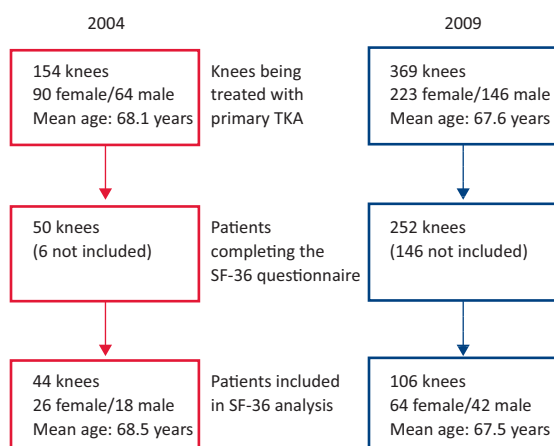 2004
2009
154 knees
90 female/64 male
Mean age: 68.1 years
Knees being
treated with
primary TKA
369 knees
223 female/146 male
Mean age: 67.6 years
50 knees
(6 not included)
Patients
completing the
SF-36 questionnaire
252 knees
(146 not included)
44 knees
26 female/18 male
Mean age: 68.5 years
Patients included
in SF-36 analysis
106 knees
64 female/42 male
Mean age: 67.5 years